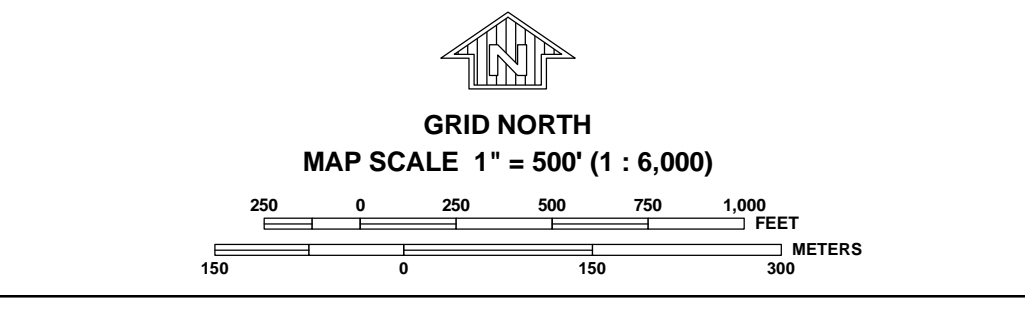 N
GRID NORTH
MAP SCALE 1" = 500' (1 : 6,000)
250 0 250 500 750 1,000
FEET
METERS
150 0 150 300